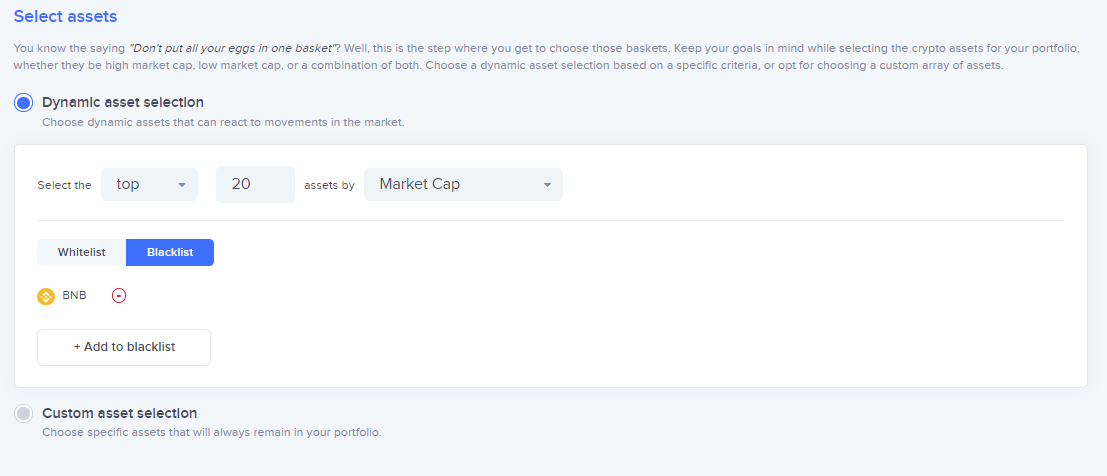 Select assets
You know the saying "Don't put all your eggs in one basket"? Well, this is the step where you get to choose those baskets. Keep your goals in mind while selecting the crypto assets for your portfolio,
whether they be high market cap, low market cap, or a combination of both. Choose a dynamic asset selection based on a specific criteria, or opt for choosing a custom array of assets.
Dynamic asset selection
Choose dynamic assets that can react to movements in the market.
Select the top 20 assets by Market Cap
Whitelist Blacklist
BNB
+ Add to blacklist
Custom asset selection
Choose specific assets that will always remain in your portfolio.